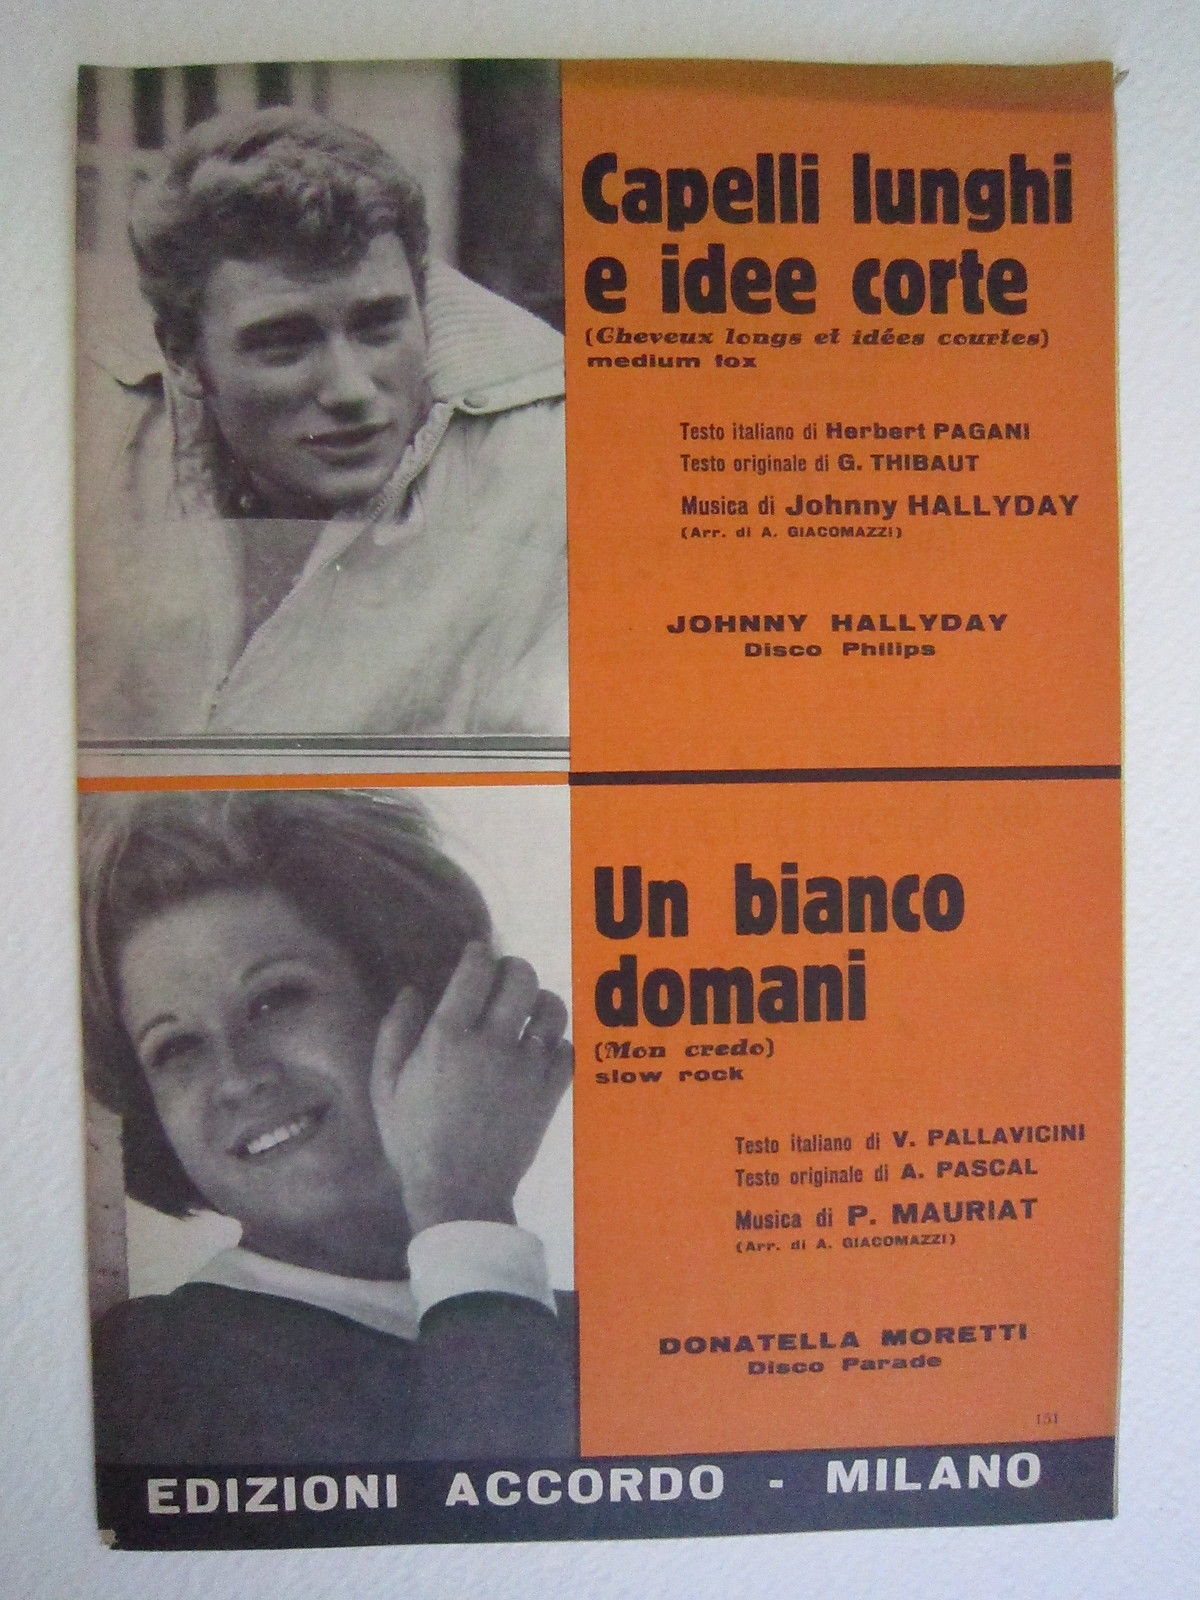 Capelli lunghi
e idee corte
(Cheveux longs et idées courtes)
medium fox
Testo italiano di Herbert PAGANI
Testo originale di G. THIBAUT
Musica di Johnny HALLYDAY
(Arr. di A. GIACOMAZZI)
JOHNNY HALLYDAY
Disco Philips
Un bianco
domani
(Mon credo)
slow rock
Testo italiano di V. PALLAVICINI
Testo originale di A. PASCAL
Musica di P. MAURIAT
(Arr. di A. GIACOMAZZI)
DONATELLA MORETTI
Disco Parade
151
EDIZIONI ACCORDO - MILANO